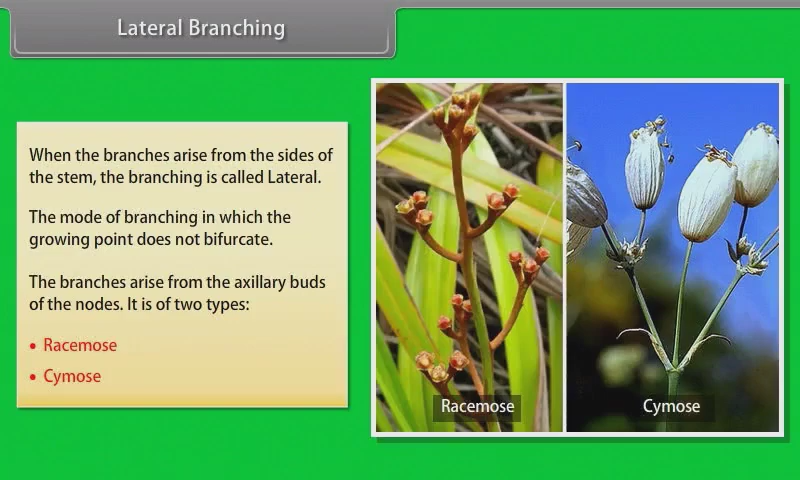 Lateral Branching
When the branches arise from the sides of
the stem, the branching is called Lateral.
The mode of branching in which the
growing point does not bifurcate.
The branches arise from the axillary buds
of the nodes. It is of two types:
• Racemose
• Cymose
Racemose
Cymose